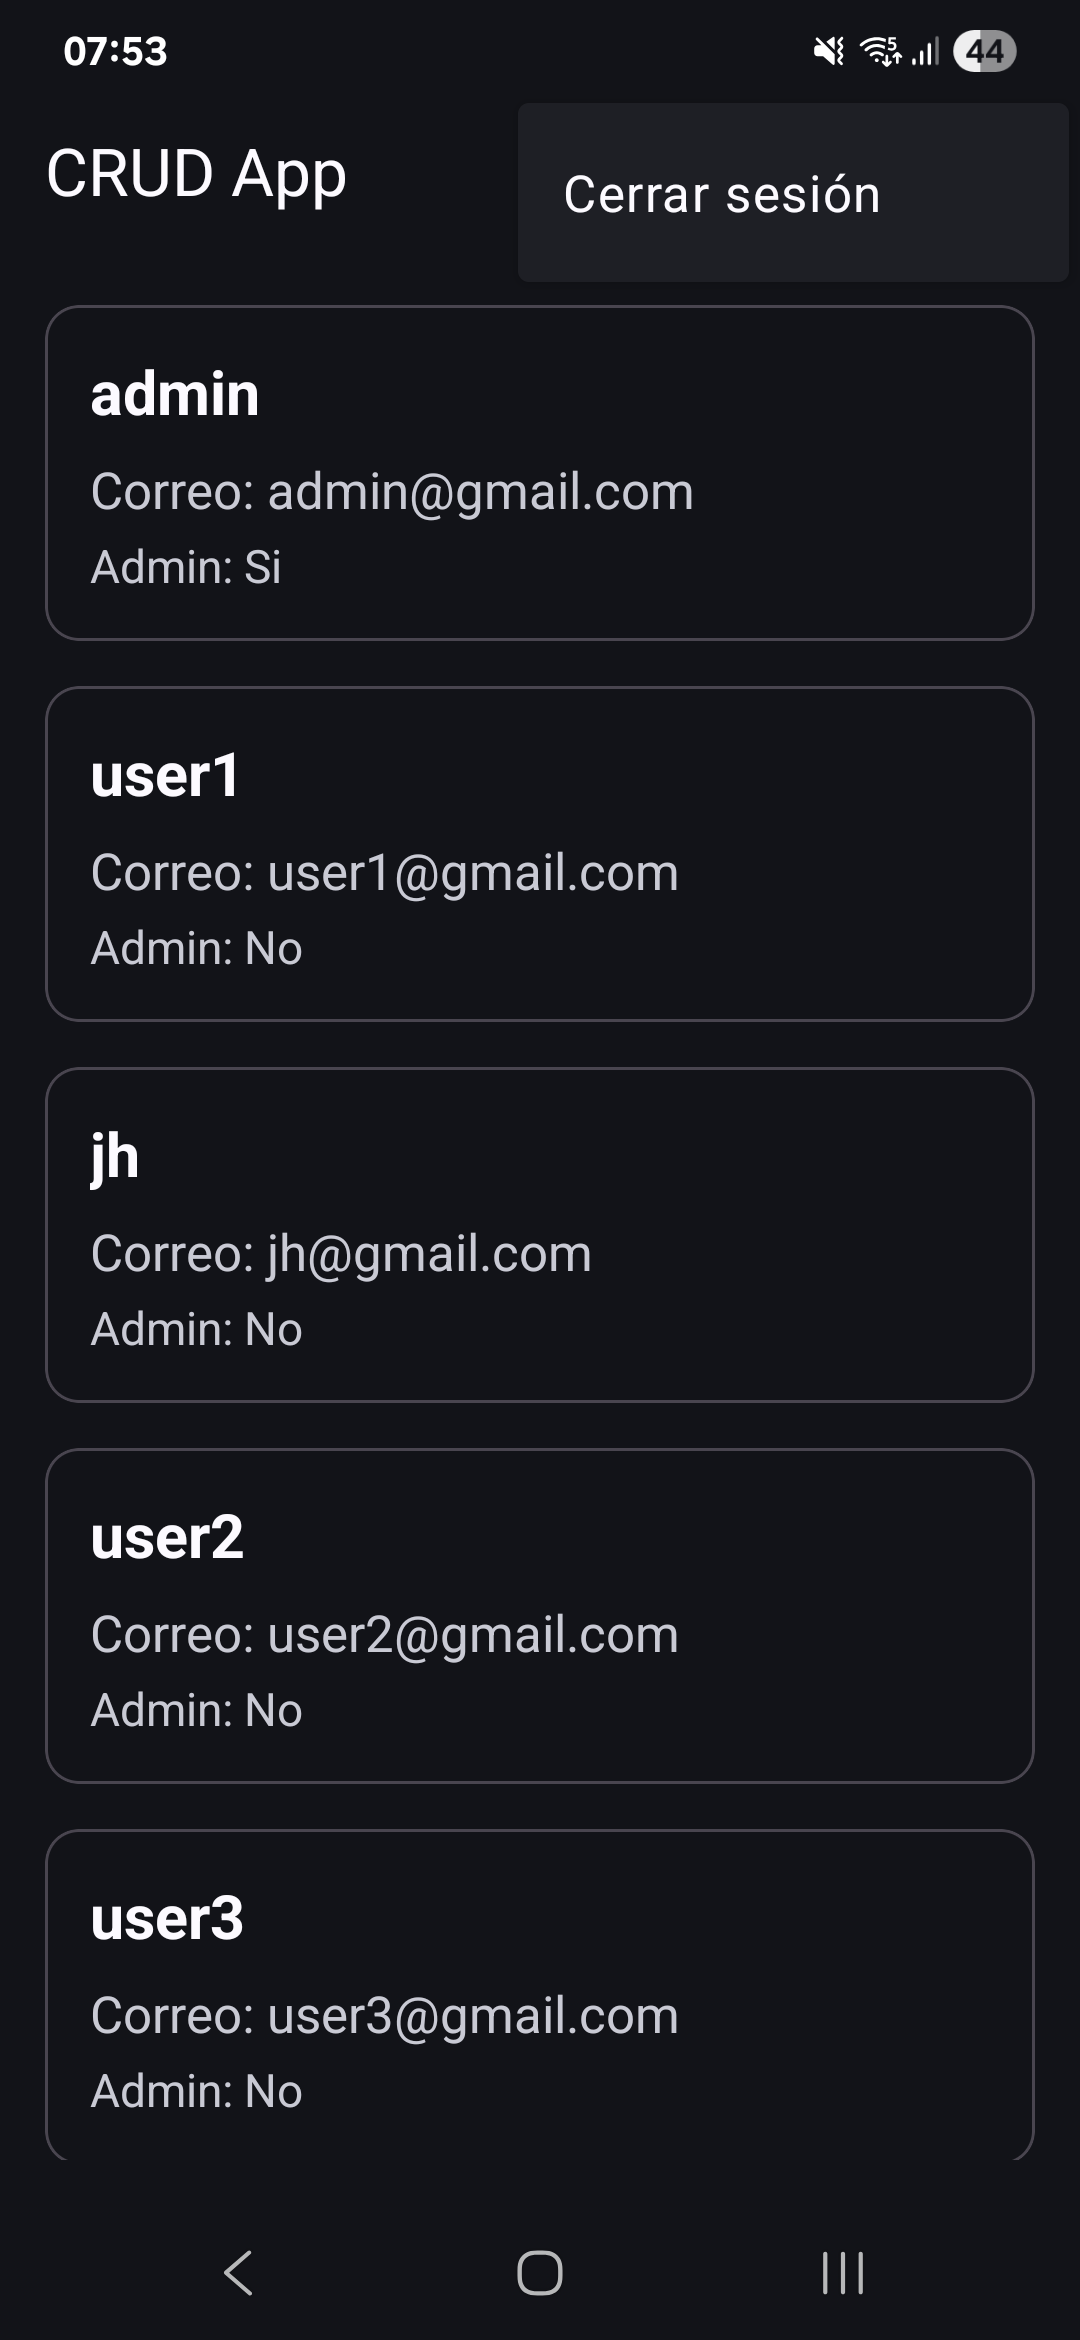 07:53
5
44
CRUD App
Cerrar sesión
admin
Correo: admin@gmail.com
Admin: Si
user1
Correo: user1@gmail.com
Admin: No
jh
Correo: jh@gmail.com
Admin: No
user2
Correo: user2@gmail.com
Admin: No
user3
Correo: user3@gmail.com
Admin: No